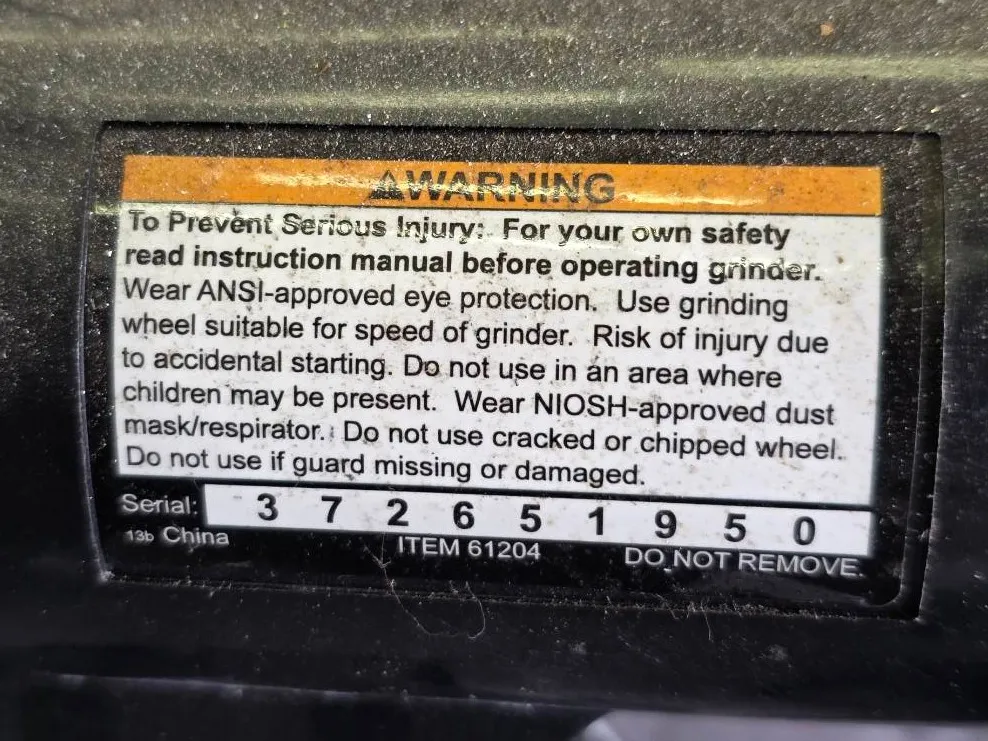 ⚠WARNING
To Prevent Serious Injury: For your own safety
read instruction manual before operating grinder.
Wear ANSI-approved eye protection. Use grinding
wheel suitable for speed of grinder. Risk of injury due
to accidental starting. Do not use in an area where
children may be present. Wear NIOSH-approved dust
mask/respirator. Do not use cracked or chipped wheel.
Do not use if guard missing or damaged.
Serial: 3 7 2 6 5 1 9 5 0
13b China ITEM 61204 DO NOT REMOVE.